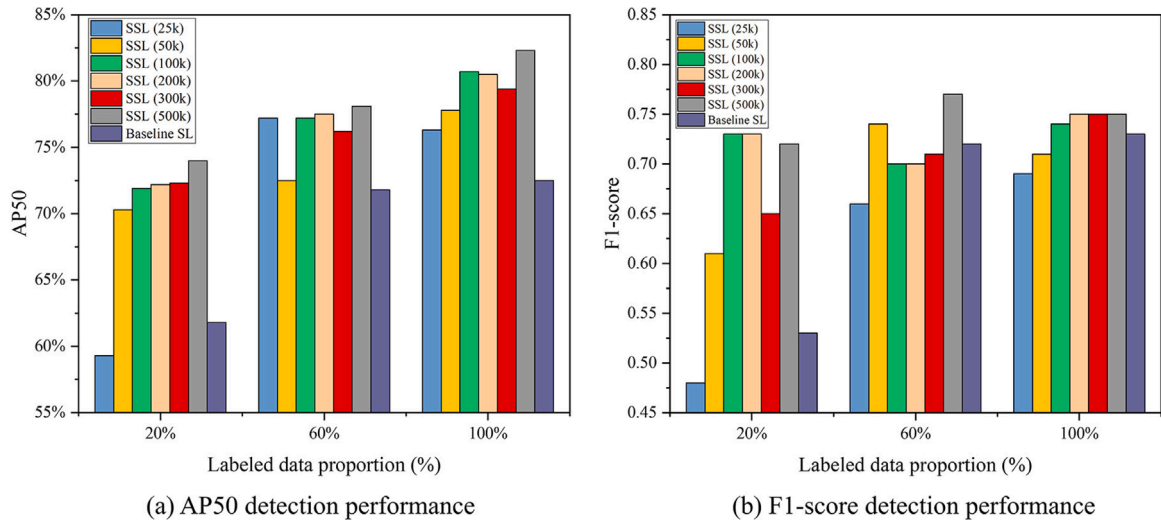 85%
80%
75%
70%
65%
60%
55%
AP50
SSL (25k)
SSL (50k)
SSL (100k)
SSL (200k)
SSL (300k)
SSL (500k)
Baseline SL
20%
60%
100%
Labeled data proportion (%)
(a) AP50 detection performance
0.85
0.80
0.75
0.70
0.65
0.60
0.55
0.50
0.45
F1-score
SSL (25k)
SSL (50k)
SSL (100k)
SSL (200k)
SSL (300k)
SSL (500k)
Baseline SL
20%
60%
100%
Labeled data proportion (%)
(b) F1-score detection performance